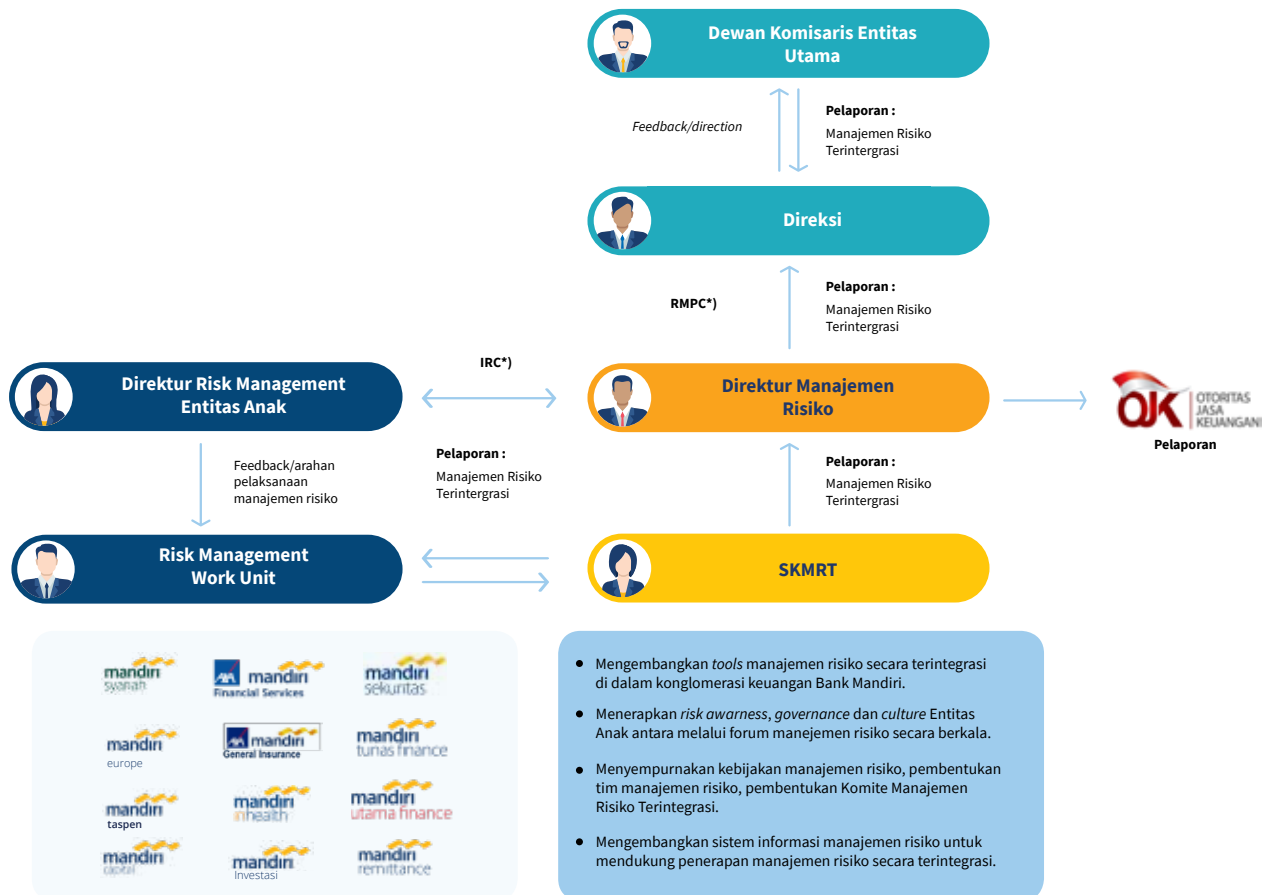 Dewan Komisaris Entitas
Utama
Feedback/direction
Pelaporan :
Manajemen Risiko
Terintergrasi
Direksi
RMPC*)
Pelaporan :
Manajemen Risiko
Terintergrasi
IRC*)
Direktur Risk Management
Entitas Anak
Direktur Manajemen
Risiko
OJK
OTORITAS
JASA
KEUANGAN
Pelaporan
Feedback/arahan
pelaksanaan
manajemen risiko
Pelaporan :
Manajemen Risiko
Terintergrasi
Pelaporan :
Manajemen Risiko
Terintergrasi
Risk Management
Work Unit
SKMRT
mandiri
syariah
AXA mandiri
Financial Services
mandiri
sekuritas
mandiri
europe
AXA mandiri
General Insurance
mandiri
tunas finance
mandiri
taspen
mandiri
inhealth
mandiri
utama finance
mandiri
capital
mandiri
Investasi
mandiri
remittance
• Mengembangkan tools manajemen risiko secara terintegrasi
di dalam konglomerasi keuangan Bank Mandiri.
• Menerapkan risk awarness, governance dan culture Entitas
Anak antara melalui forum manejemen risiko secara berkala.
• Menyempurnakan kebijakan manajemen risiko, pembentukan
tim manajemen risiko, pembentukan Komite Manajemen
Risiko Terintegrasi.
• Mengembangkan sistem informasi manajemen risiko untuk
mendukung penerapan manajemen risiko secara terintegrasi.